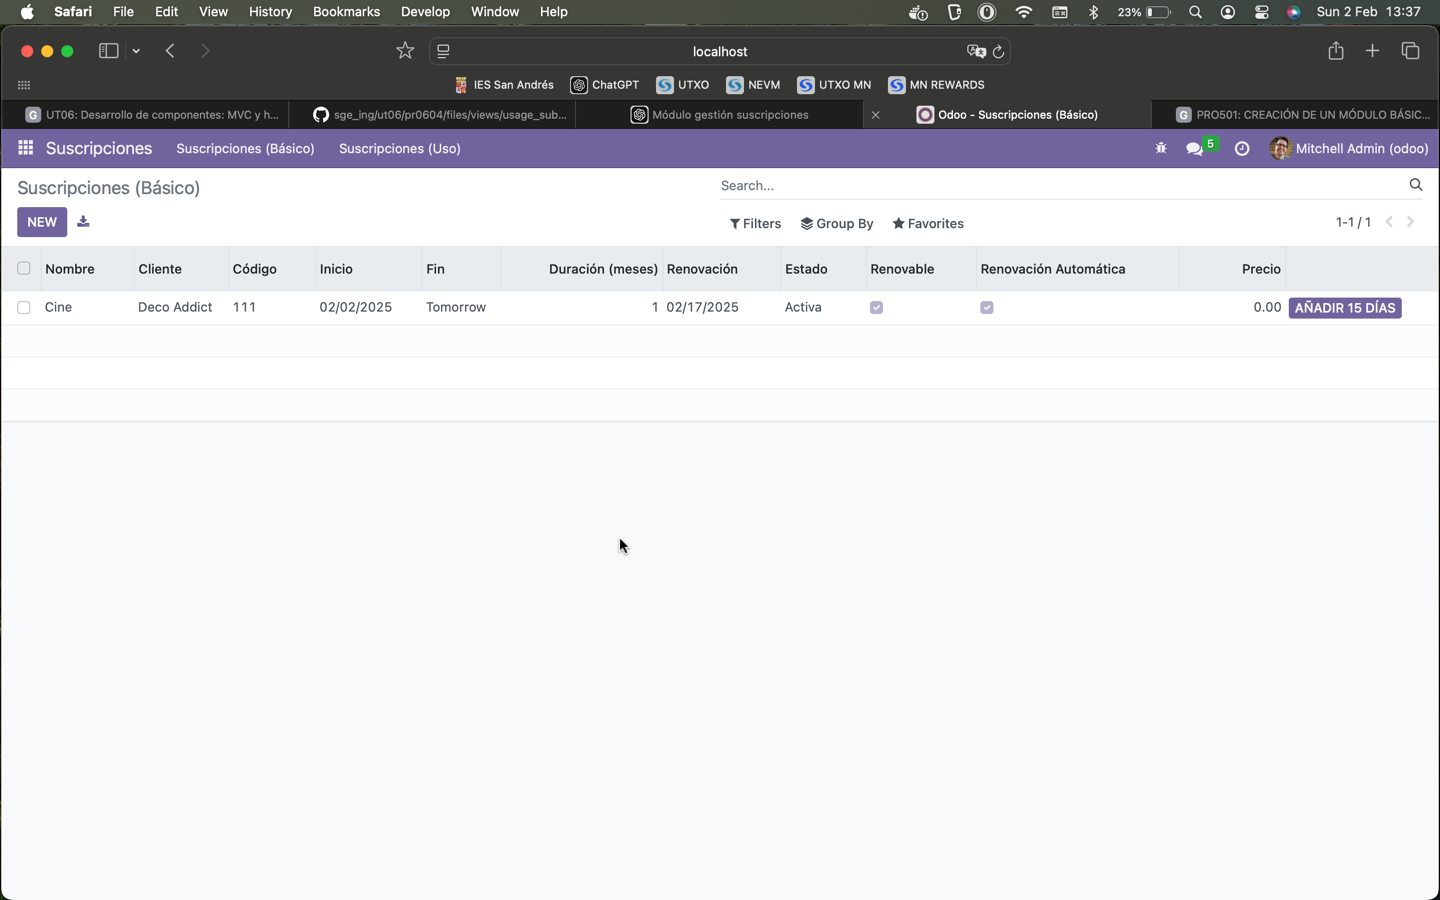 Safari File Edit View History Bookmarks Develop Window Help 23% Sun 2 Feb 13:37
localhost
IES San Andrés ChatGPT UTXO NEVM UTXO MN MN REWARDS
UT06: Desarrollo de componentes: MVC y h... sge_ing/ut06/pr0604/files/views/usage_sub... Módulo gestión suscripciones Odoo - Suscripciones (Básico) PR0501: CREACIÓN DE UN MÓDULO BÁSIC...
Suscripciones Suscripciones (Básico) Suscripciones (Uso) 5 Mitchell Admin (odoo)
Suscripciones (Básico) Search...
NEW Filters Group By Favorites 1-1 / 1
Nombre Cliente Código Inicio Fin Duración (meses) Renovación Estado Renovable Renovación Automática Precio
Cine Deco Addict 111 02/02/2025 Tomorrow 1 02/17/2025 Activa 0.00 AÑADIR 15 DÍAS